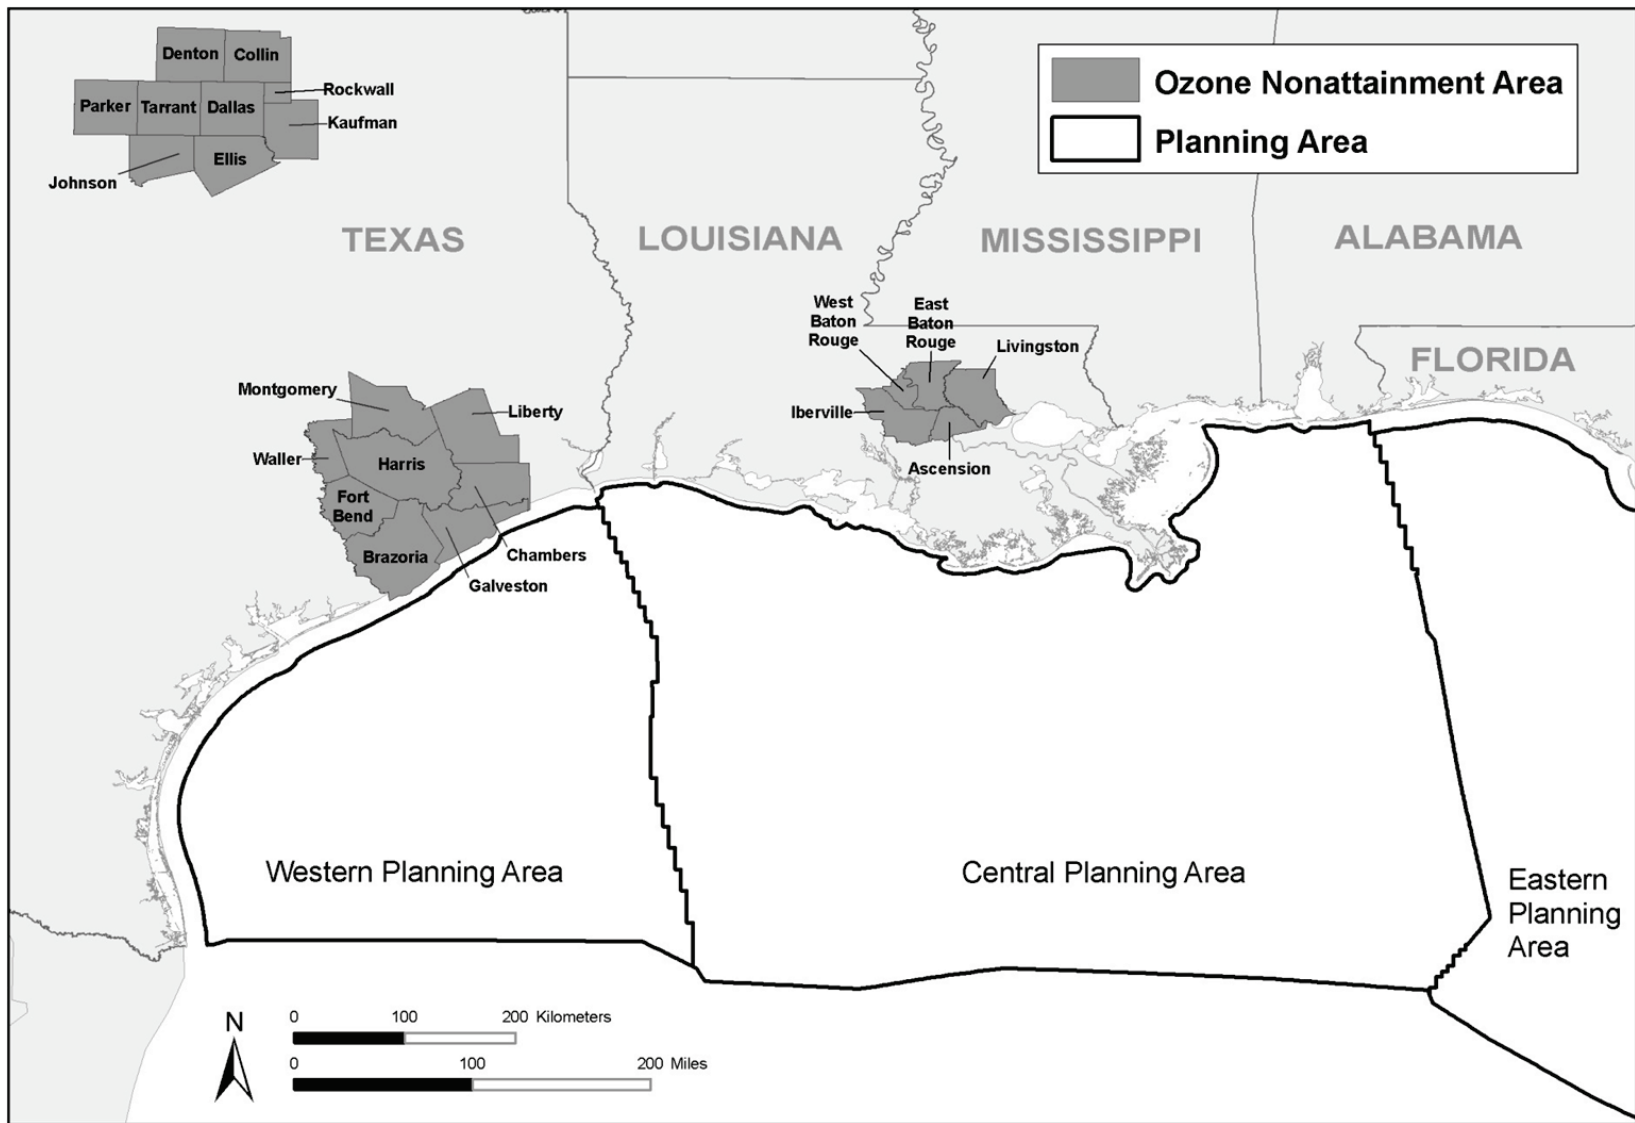 Denton
Collin
Rockwall
Parker
Tarrant
Dallas
Kaufman
Ellis
Johnson
Ozone Nonattainment Area
Planning Area
TEXAS
LOUISIANA
MISSISSIPPI
ALABAMA
FLORIDA
West
Baton
Rouge
East
Baton
Rouge
Livingston
Iberville
Ascension
Montgomery
Liberty
Waller
Harris
Fort
Bend
Brazoria
Chambers
Galveston
Western Planning Area
Central Planning Area
Eastern
Planning
Area
N
0 100 200 Kilometers
0 100 200 Miles